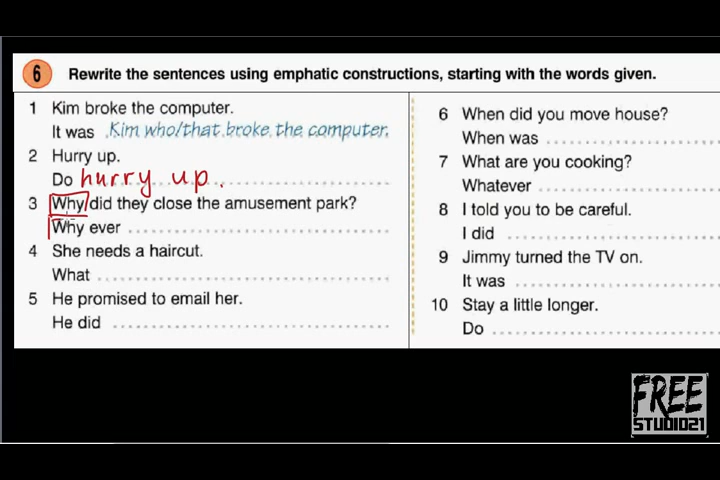 6 Rewrite the sentences using emphatic constructions, starting with the words given.
1 Kim broke the computer.
It was Kim who/that broke the computer.
2 Hurry up.
Do hurry up.
3 Why did they close the amusement park?
Why ever ....................
4 She needs a haircut.
What ....................
5 He promised to email her.
He did ....................
6 When did you move house?
When was ....................
7 What are you cooking?
Whatever ....................
8 I told you to be careful.
I did ....................
9 Jimmy turned the TV on.
It was ....................
10 Stay a little longer.
Do ....................
FREE
STUDIO21